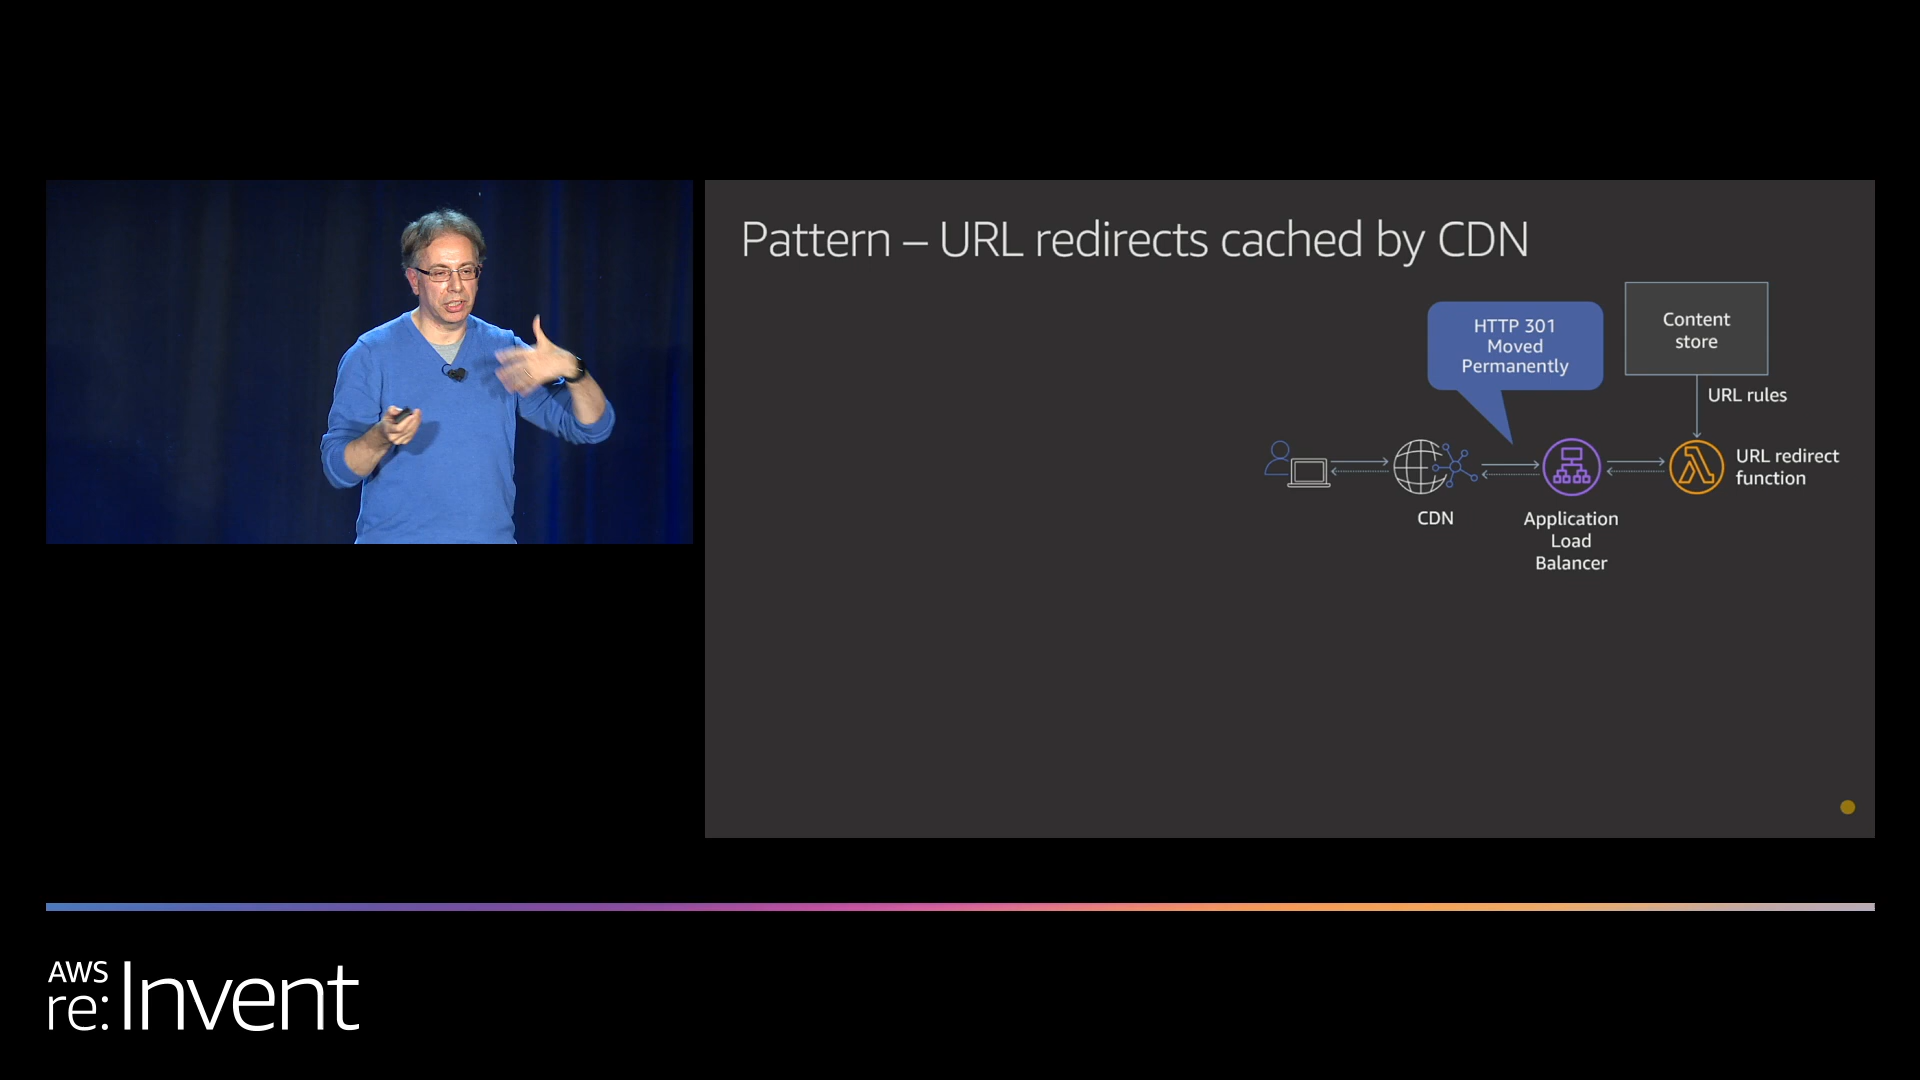 Pattern – URL redirects cached by CDN
HTTP 301
Moved
Permanently
Content
store
URL rules
URL redirect
function
CDN
Application
Load
Balancer
AWS
re:Invent